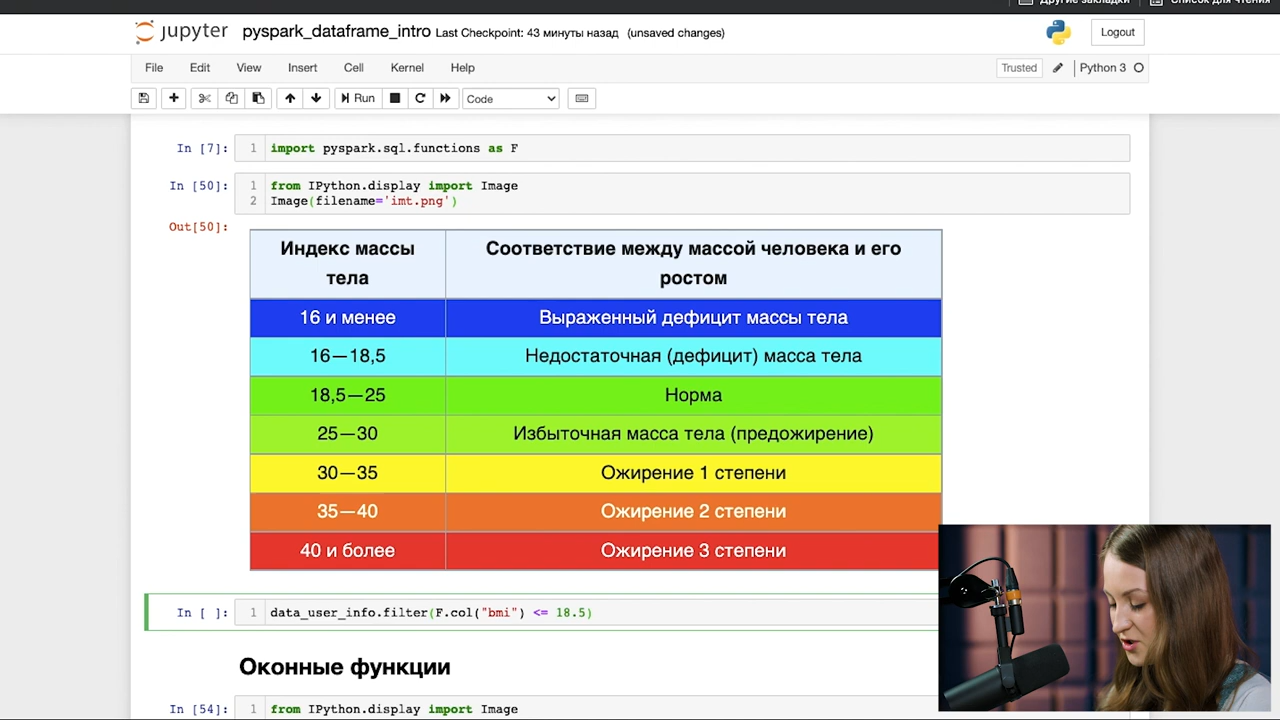 Другие закладки
Список для чтения
jupyter pyspark_dataframe_intro Last Checkpoint: 43 минуты назад (unsaved changes)
Logout
File Edit View Insert Cell Kernel Help
Trusted Python 3
Run Code
In [7]: 1 import pyspark.sql.functions as F
In [50]: 1 from IPython.display import Image
2 Image(filename='imt.png')
Out[50]:
Индекс массы тела
Соответствие между массой человека и его ростом
16 и менее Выраженный дефицит массы тела
16—18,5 Недостаточная (дефицит) масса тела
18,5—25 Норма
25—30 Избыточная масса тела (предожирение)
30—35 Ожирение 1 степени
35—40 Ожирение 2 степени
40 и более Ожирение 3 степени
In [ ]: 1 data_user_info.filter(F.col("bmi") <= 18.5)
Оконные функции
In [54]: 1 from IPython.display import Image